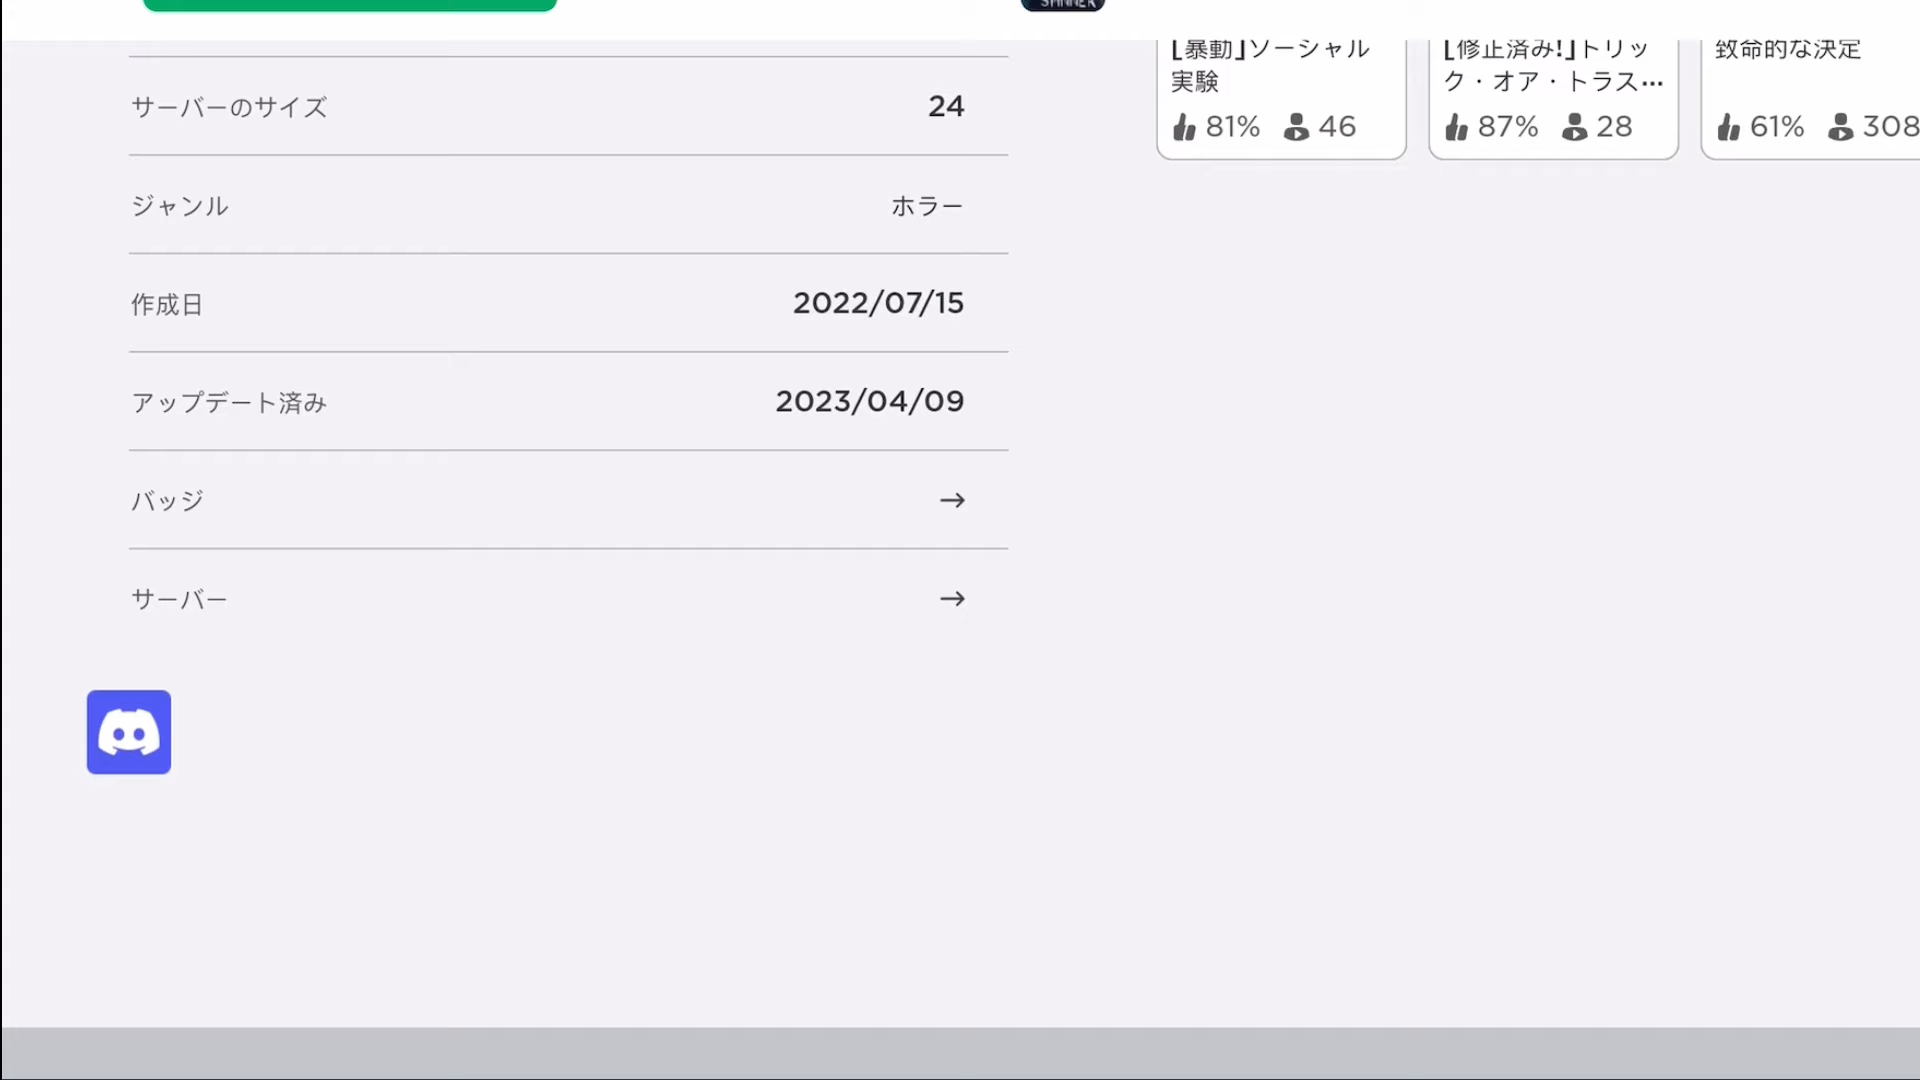 サーバーのサイズ 24
ジャンル ホラー
作成日 2022/07/15
アップデート済み 2023/04/09
バッジ →
サーバー →
[暴動]ソーシャル
実験
81% 46
[修正済み!]トリッ
ク・オア・トラス…
87% 28
致命的な決定
61% 308